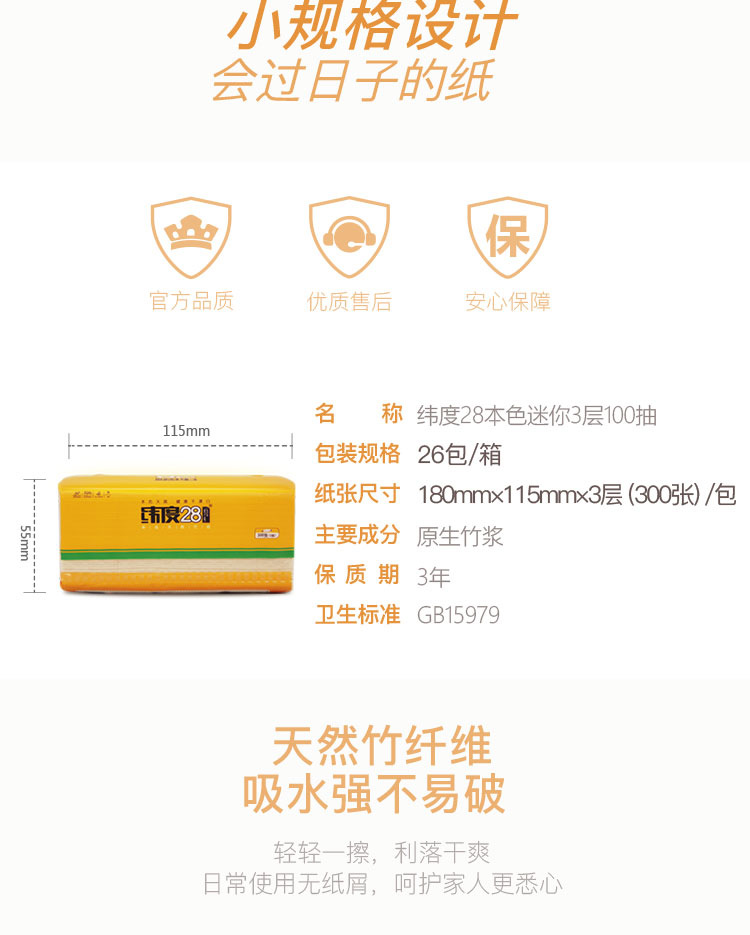 小规格设计
会过日子的纸
保
官方品质
优质售后
安心保障
115mm
55mm
纬度28
名 称 纬度28本色迷你3层100抽
包装规格 26包/箱
纸张尺寸 180mm×115mm×3层(300张)/包
主要成分 原生竹浆
保质期 3年
卫生标准 GB15979
天然竹纤维
吸水强不易破
轻轻一擦，利落干爽
日常使用无纸屑，呵护家人更悉心